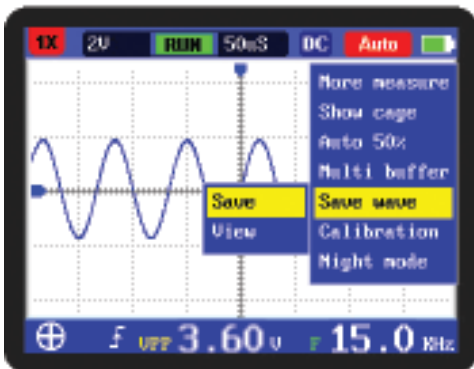 1X 2V RUN 50uS DC Auto
More measure
Show cage
Auto 50%
Multi buffer
Save wave
Calibration
Night mode
Save
View
VPP 3.60 V F 15.0 KHz